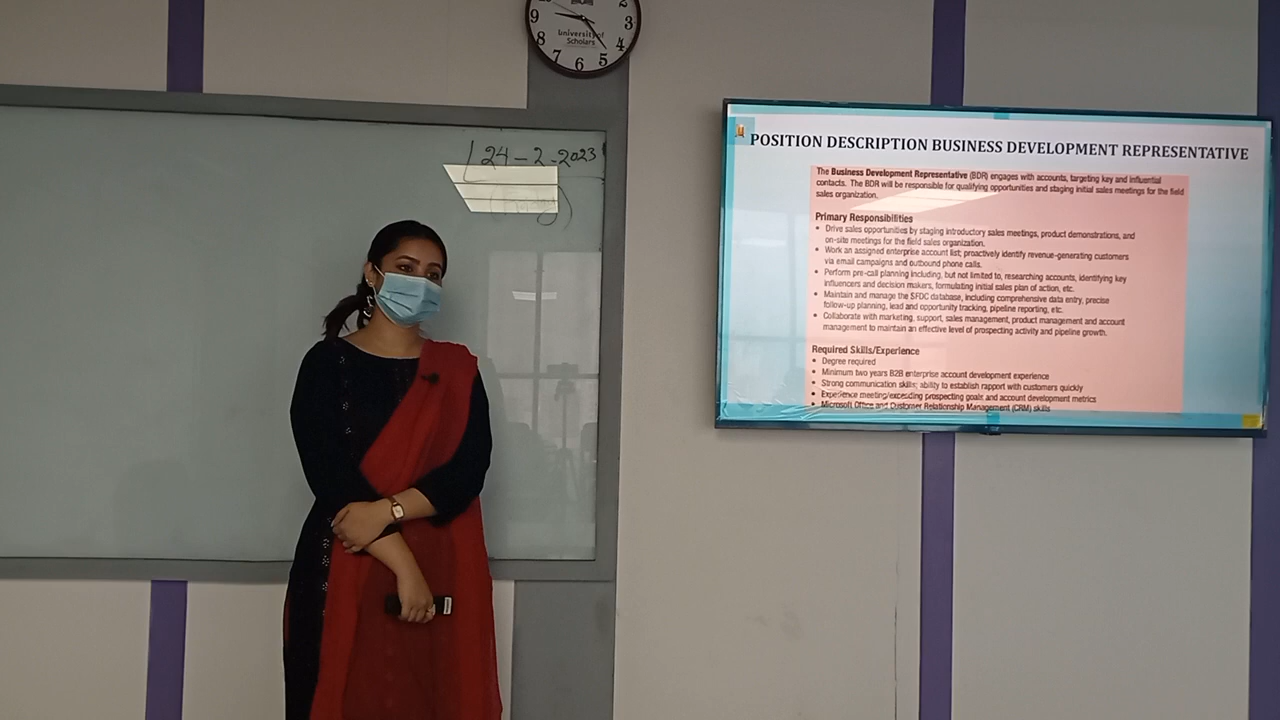 9
2
3
8
4
7
6
5
University of
Scholars
24-2-2023
POSITION DESCRIPTION BUSINESS DEVELOPMENT REPRESENTATIVE
The Business Development Representative (BDR) engages with accounts, targeting key and influential
contacts. The BDR will be responsible for qualifying opportunities and staging initial sales meetings for the field
sales organization.
Primary Responsibilities
• Drive sales opportunities by staging introductory sales meetings, product demonstrations, and
on-site meetings for the field sales organization.
• Work an assigned enterprise account list; proactively identify revenue-generating customers
via email campaigns and outbound phone calls.
• Perform pre-call planning including, but not limited to, researching accounts, identifying key
influencers and decision makers, formulating initial sales plan of action, etc.
• Maintain and manage the SFDC database, including comprehensive data entry, precise
follow-up planning, lead and opportunity tracking, pipeline reporting, etc.
• Collaborate with marketing, support, sales management, product management and account
management to maintain an effective level of prospecting activity and pipeline growth.
Required Skills/Experience
• Degree required
• Minimum two years B2B enterprise account development experience
• Strong communication skills; ability to establish rapport with customers quickly
• Experience meeting/exceeding prospecting goals and account development metrics
• Microsoft Office and Customer Relationship Management (CRM) skills